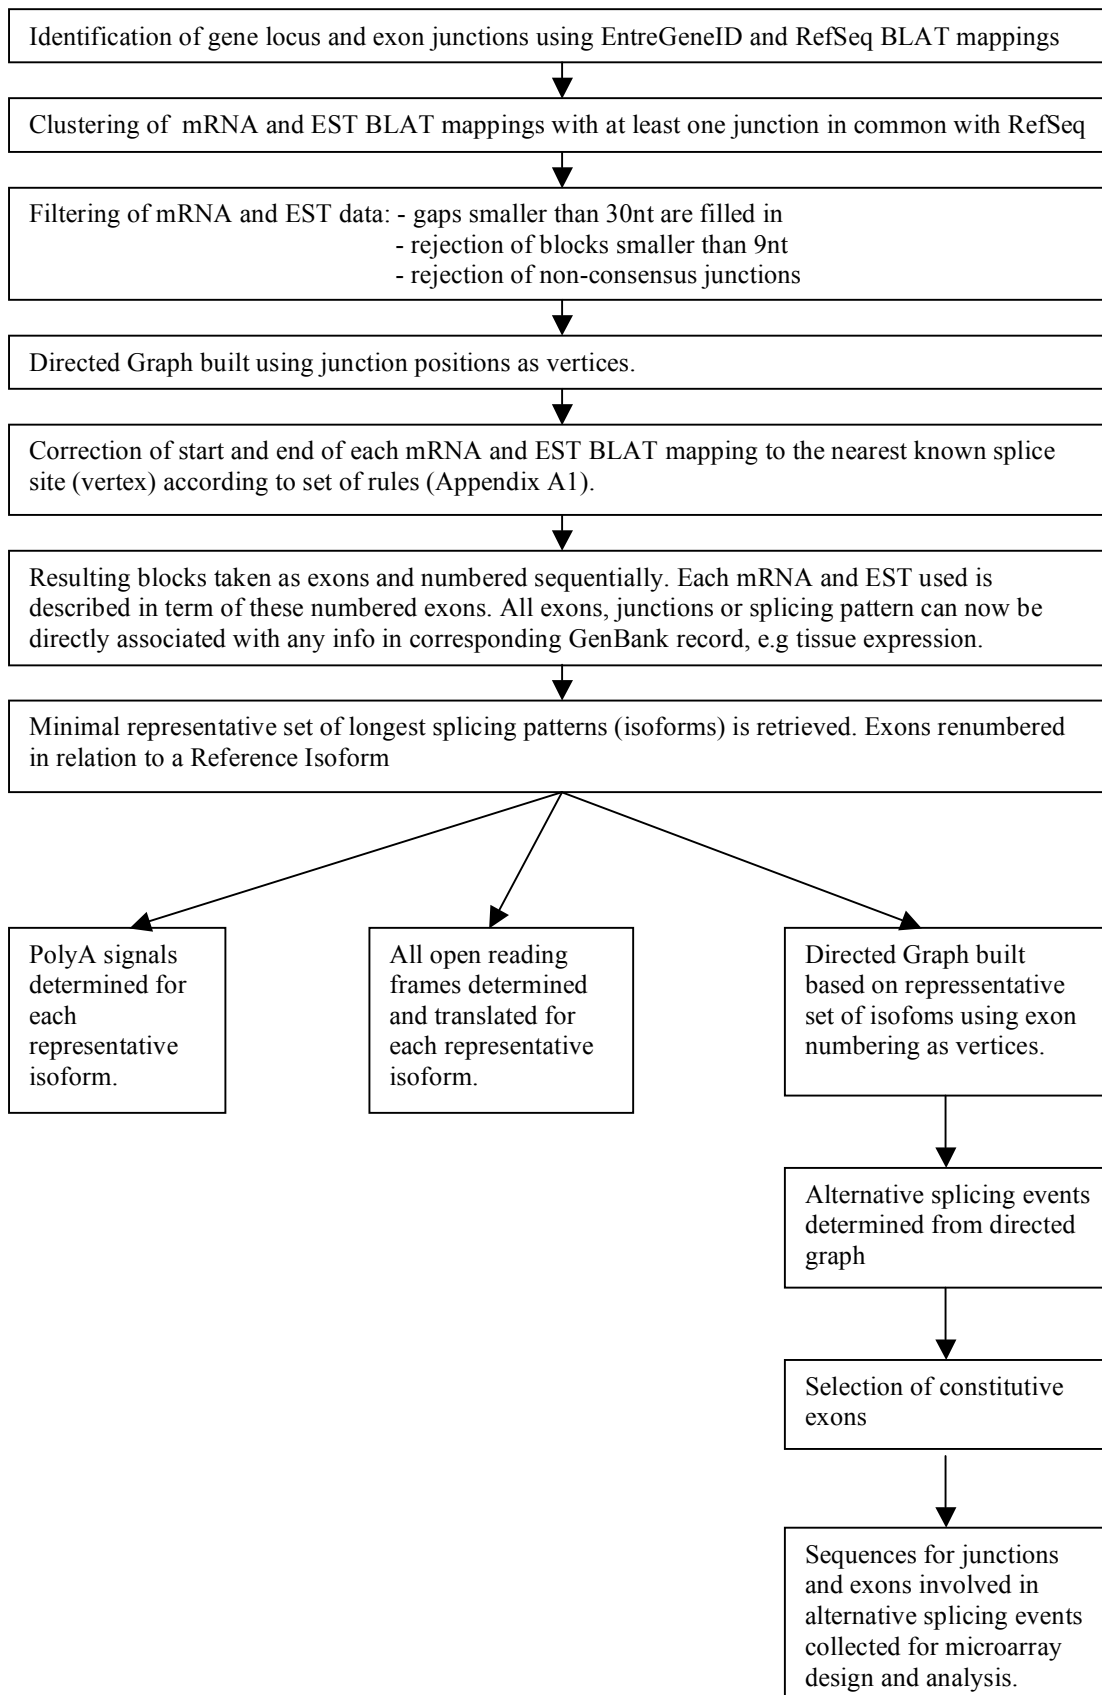 Identification of gene locus and exon junctions using EntreGeneID and RefSeq BLAT mappings
Clustering of mRNA and EST BLAT mappings with at least one junction in common with RefSeq
Filtering of mRNA and EST data: - gaps smaller than 30nt are filled in
- rejection of blocks smaller than 9nt
- rejection of non-consensus junctions
Directed Graph built using junction positions as vertices.
Correction of start and end of each mRNA and EST BLAT mapping to the nearest known splice
site (vertex) according to set of rules (Appendix A1).
Resulting blocks taken as exons and numbered sequentially. Each mRNA and EST used is
described in term of these numbered exons. All exons, junctions or splicing pattern can now be
directly associated with any info in corresponding GenBank record, e.g tissue expression.
Minimal representative set of longest splicing patterns (isoforms) is retrieved. Exons renumbered
in relation to a Reference Isoform
PolyA signals
determined for
each
representative
isoform.
All open reading
frames determined
and translated for
each representative
isoform.
Directed Graph built
based on repressentative
set of isofoms using exon
numbering as vertices.
Alternative splicing events
determined from directed
graph
Selection of constitutive
exons
Sequences for junctions
and exons involved in
alternative splicing events
collected for microarray
design and analysis.